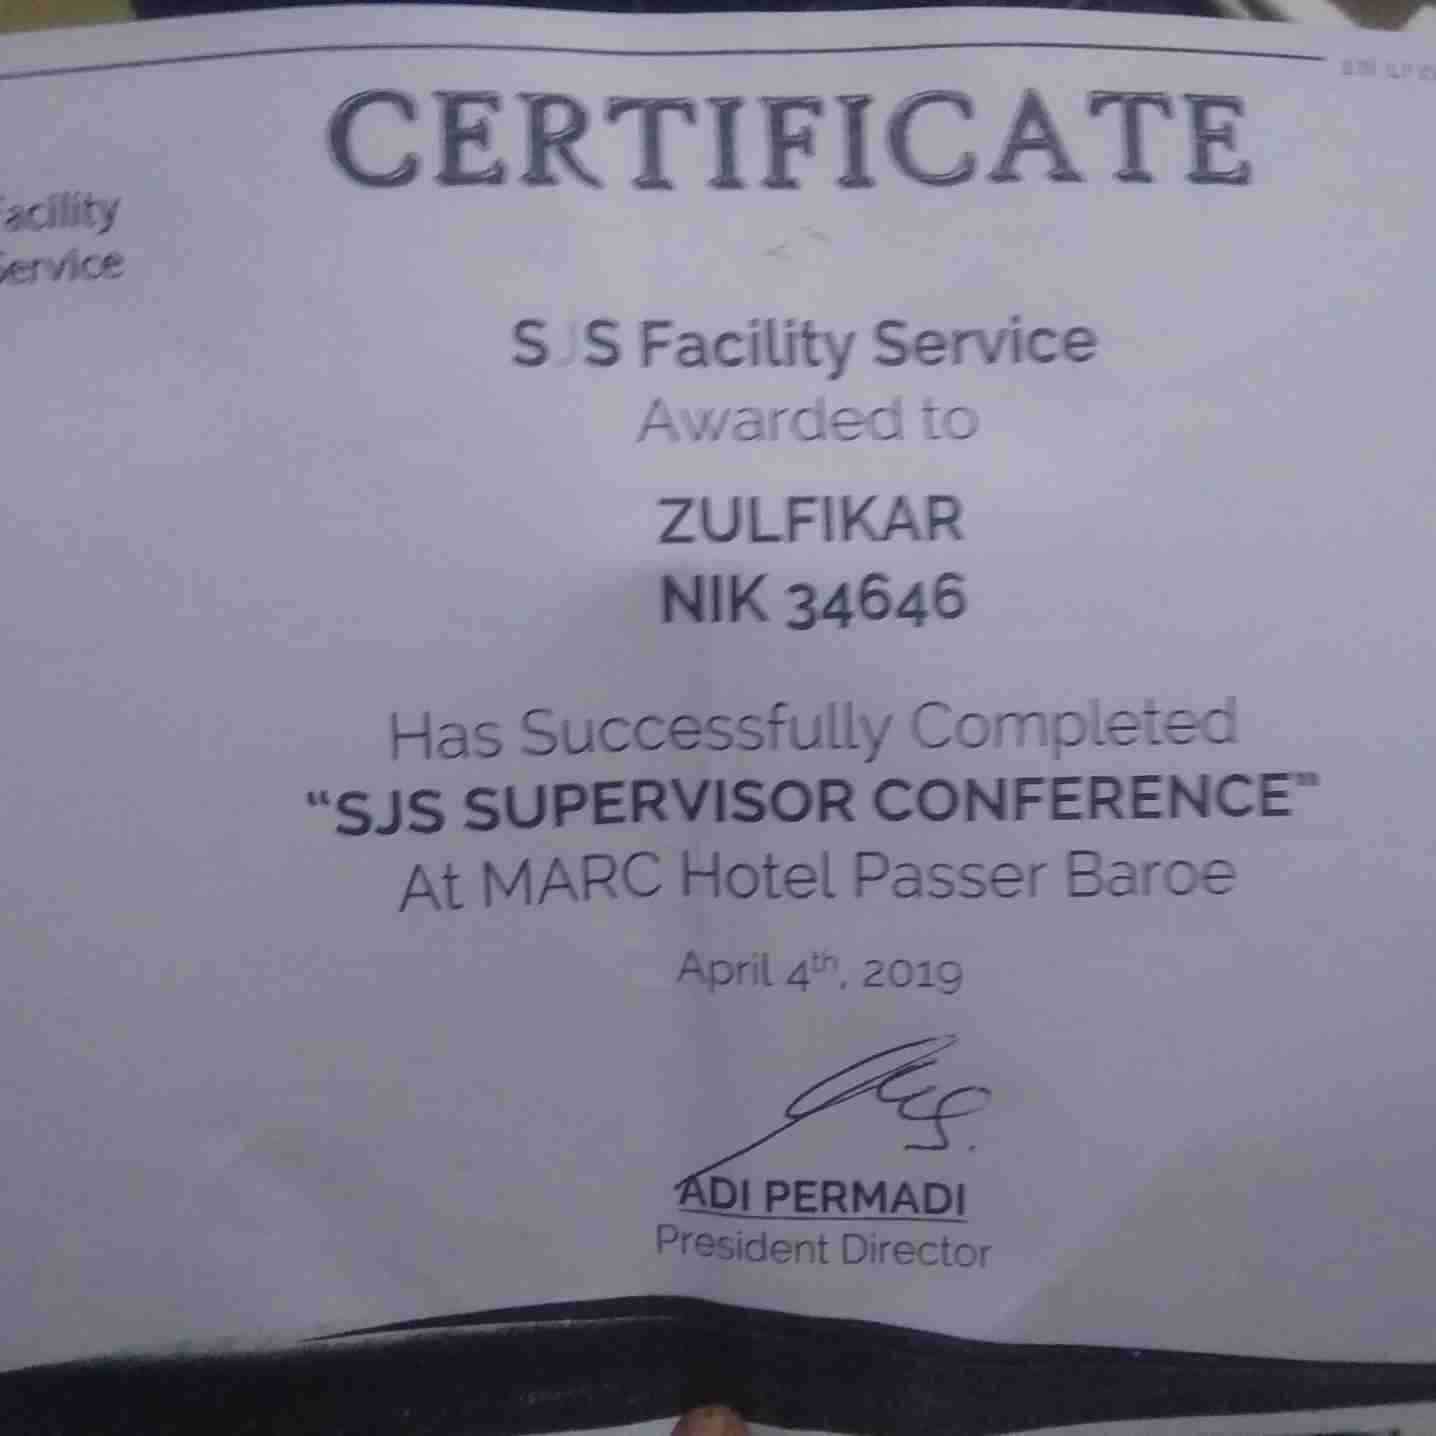 CERTIFICATE
acility
Service
SJS Facility Service
Awarded to
ZULFIKAR
NIK 34646
Has Successfully Completed
“SJS SUPERVISOR CONFERENCE”
At MARC Hotel Passer Baroe
April 4th, 2019
ADI PERMADI
President Director